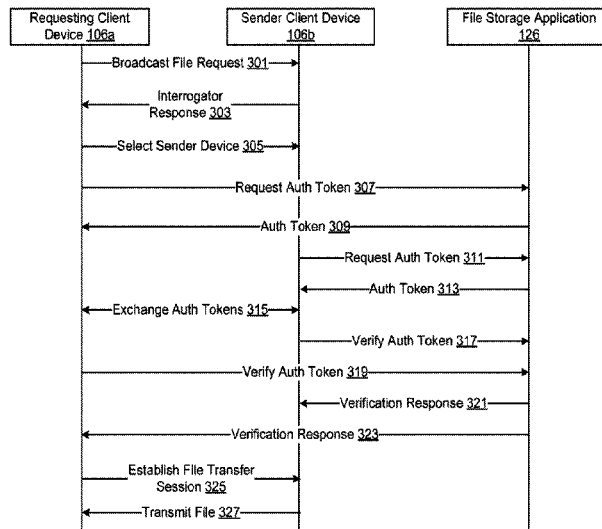 Requesting Client
Device 106a
Sender Client Device
106b
File Storage Application
126
Broadcast File Request 301
Interrogator
Response 303
Select Sender Device 305
Request Auth Token 307
Auth Token 309
Request Auth Token 311
Auth Token 313
Exchange Auth Tokens 315
Verify Auth Token 317
Verify Auth Token 319
Verification Response 321
Verification Response 323
Establish File Transfer
Session 325
Transmit File 327